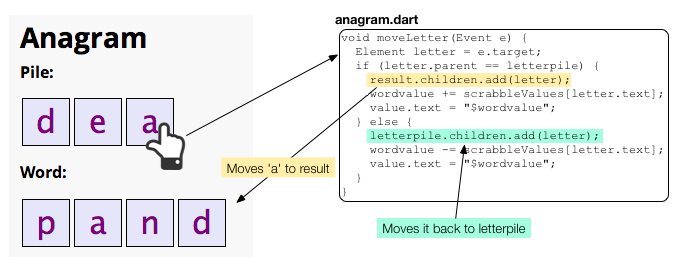 Anagram
Pile:
d e a
Word:
p a n d
Moves 'a' to result
anagram.dart
void moveLetter(Event e) {
  Element letter = e.target;
  if (letter.parent == letterpile) {
    result.children.add(letter);
    wordvalue += scrabbleValues[letter.text];
    value.text = "$wordvalue";
  } else {
    letterpile.children.add(letter);
    wordvalue -= scrabbleValues[letter.text];
    value.text = "$wordvalue";
  }
}
Moves it back to letterpile